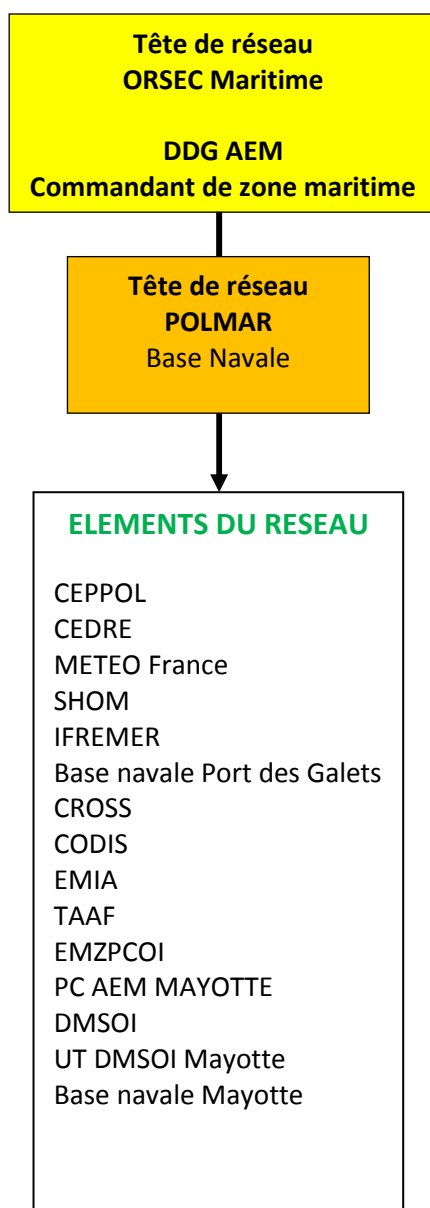 Tête de réseau
ORSEC Maritime
DDG AEM
Commandant de zone maritime
Tête de réseau
POLMAR
Base Navale
ELEMENTS DU RESEAU
CEPPOL
CEDRE
METEO France
SHOM
IFREMER
Base navale Port des Galets
CROSS
CODIS
EMIA
TAAF
EMZPCOI
PC AEM MAYOTTE
DMSOI
UT DMSOI Mayotte
Base navale Mayotte